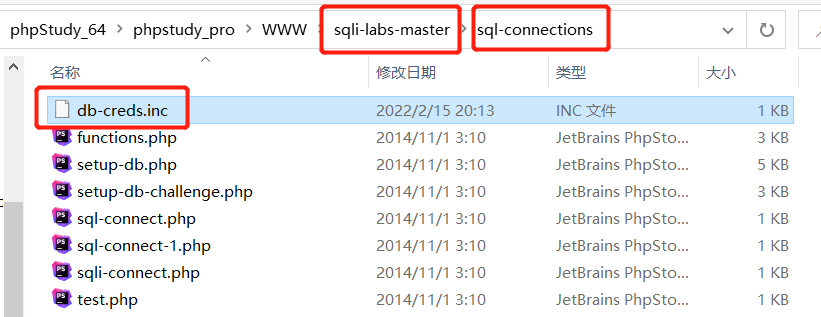 phpStudy_64 › phpstudy_pro › WWW › sqli-labs-master › sql-connections
名称 修改日期 类型 大小
db-creds.inc 2022/2/15 20:13 INC 文件 1 KB
functions.php 2014/11/1 3:10 JetBrains PhpSto... 3 KB
setup-db.php 2014/11/1 3:10 JetBrains PhpSto... 5 KB
setup-db-challenge.php 2014/11/1 3:10 JetBrains PhpSto... 3 KB
sql-connect.php 2014/11/1 3:10 JetBrains PhpSto... 1 KB
sql-connect-1.php 2014/11/1 3:10 JetBrains PhpSto... 1 KB
sqli-connect.php 2014/11/1 3:10 JetBrains PhpSto... 1 KB
test.php 2014/11/1 3:10 JetBrains PhpSto... 1 KB